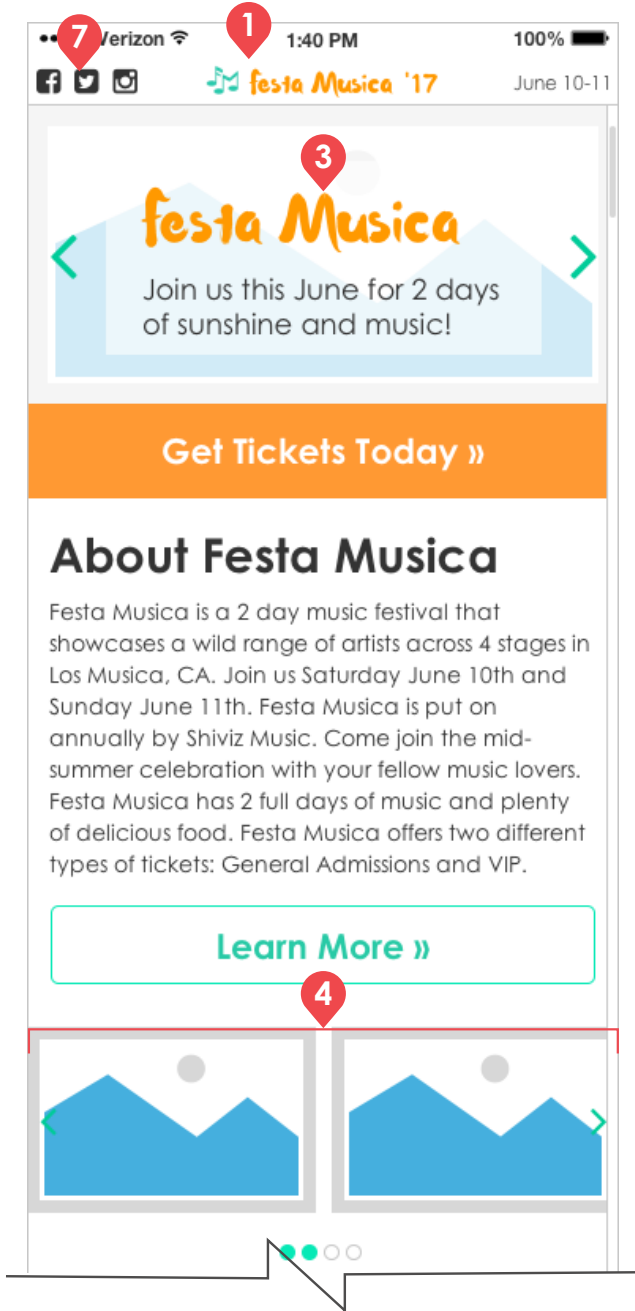 7 Verizon 1 1:40 PM 100%
festa Musica '17 June 10-11
3
festa Musica
Join us this June for 2 days
of sunshine and music!
Get Tickets Today »
About Festa Musica
Festa Musica is a 2 day music festival that
showcases a wild range of artists across 4 stages in
Los Musica, CA. Join us Saturday June 10th and
Sunday June 11th. Festa Musica is put on
annually by Shiviz Music. Come join the mid-
summer celebration with your fellow music lovers.
Festa Musica has 2 full days of music and plenty
of delicious food. Festa Musica offers two different
types of tickets: General Admissions and VIP.
Learn More »
4